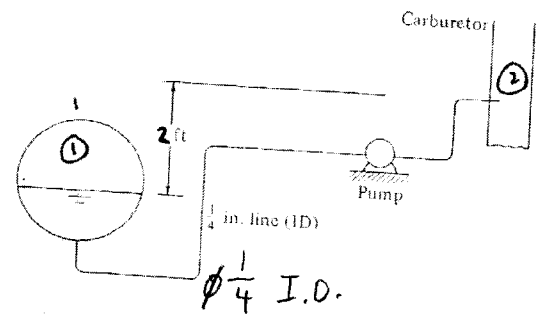 Carburetor
②
1
①
2 ft
Pump
1/4 in. line (ID)
φ 1/4 I.D.